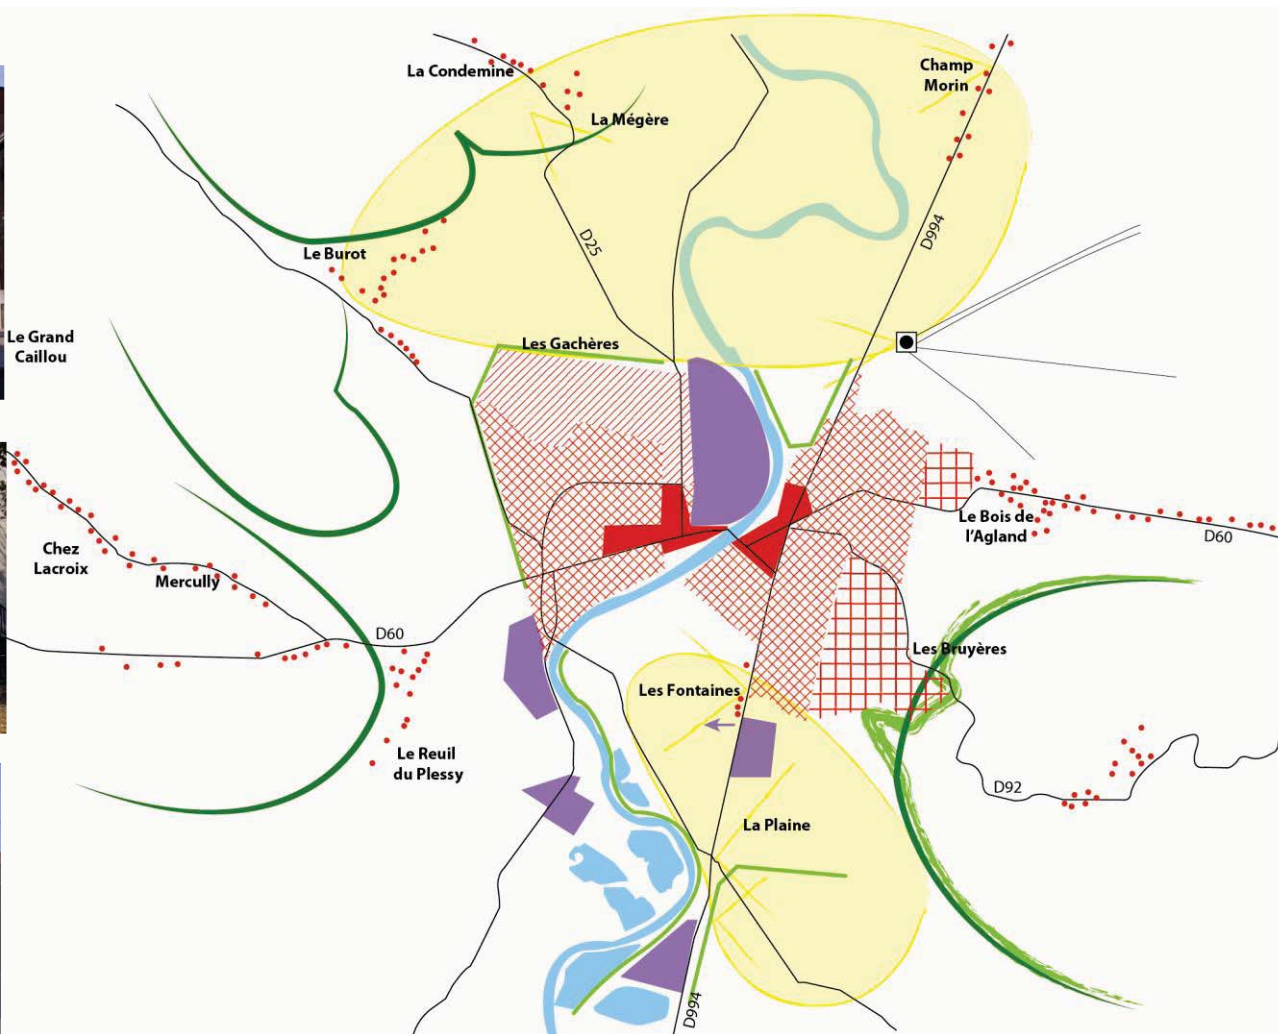 La Condemine
Champ
Morin
La Mégère
D25
D994
Le Burot
Le Grand
Caillou
Les Gachères
Le Bois de
l'Agland
D60
Chez
Lacroix
Mercully
D60
Les Bruyères
Les Fontaines
Le Reuil
du Plessy
D92
La Plaine
D994